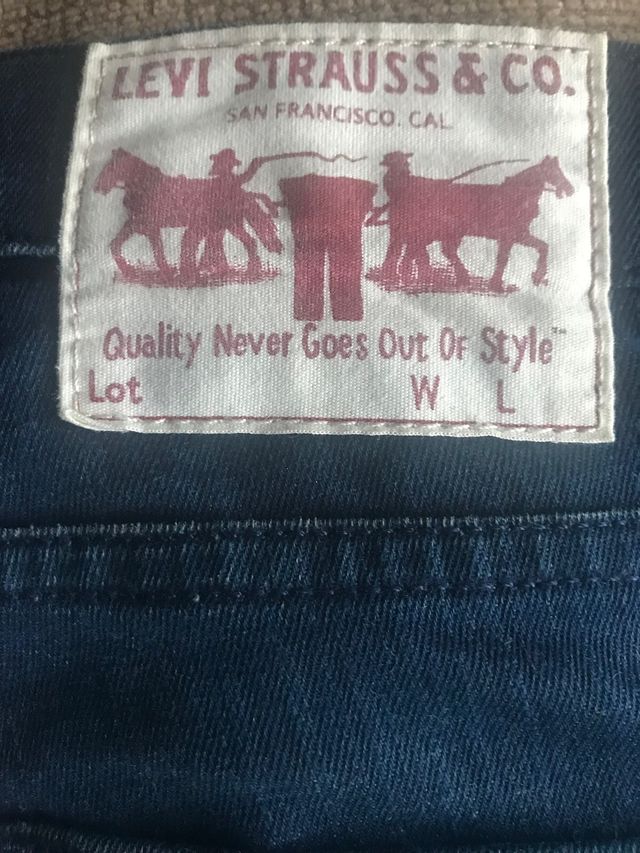 LEVI STRAUSS & CO.
SAN FRANCISCO. CAL
Quality Never Goes Out Of Style™
Lot W L